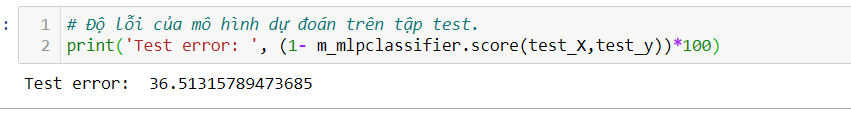 : 1 # Độ lỗi của mô hình dự đoán trên tập test.
2 print('Test error: ', (1- m_mlpclassifier.score(test_X,test_y))*100)
Test error:  36.51315789473685